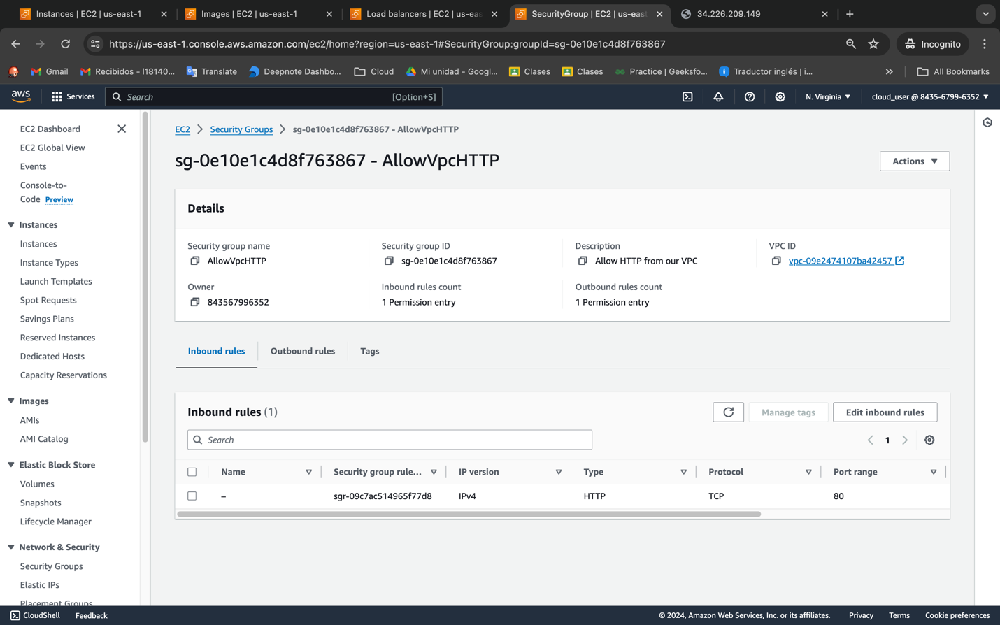 Instances | EC2 | us-east-1
Images | EC2 | us-east-1
Load balancers | EC2 | us-eas
SecurityGroup | EC2 | us-east
34.226.209.149
https://us-east-1.console.aws.amazon.com/ec2/home?region=us-east-1#SecurityGroup:groupId=sg-0e10e1c4d8f763867
Incognito
Gmail
Recibidos - l18140...
Translate
Deepnote Dashbo...
Cloud
Mi unidad - Googl...
Clases
Clases
Practice | Geeksfo...
Traductor inglés | i...
All Bookmarks
aws
Services
Search
[Option+S]
N. Virginia
cloud_user @ 8435-6799-6352
EC2 Dashboard
EC2 Global View
Events
Console-to-
Code Preview
Instances
Instances
Instance Types
Launch Templates
Spot Requests
Savings Plans
Reserved Instances
Dedicated Hosts
Capacity Reservations
Images
AMIs
AMI Catalog
Elastic Block Store
Volumes
Snapshots
Lifecycle Manager
Network & Security
Security Groups
Elastic IPs
Placement Groups
EC2 > Security Groups > sg-0e10e1c4d8f763867 - AllowVpcHTTP
sg-0e10e1c4d8f763867 - AllowVpcHTTP
Actions
Details
Security group name
AllowVpcHTTP
Security group ID
sg-0e10e1c4d8f763867
Description
Allow HTTP from our VPC
VPC ID
vpc-09e2474107ba42457
Owner
843567996352
Inbound rules count
1 Permission entry
Outbound rules count
1 Permission entry
Inbound rules
Outbound rules
Tags
Inbound rules (1)
Manage tags
Edit inbound rules
Search
1
Name
Security group rule...
IP version
Type
Protocol
Port range
–
sgr-09c7ac514965f77d8
IPv4
HTTP
TCP
80
CloudShell
Feedback
© 2024, Amazon Web Services, Inc. or its affiliates.
Privacy
Terms
Cookie preferences